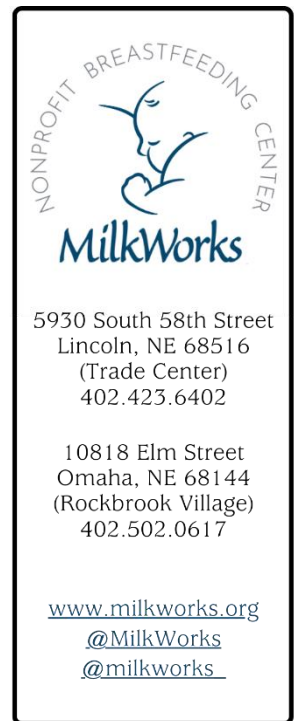 NONPROFIT BREASTFEEDING CENTER
MilkWorks
5930 South 58th Street
Lincoln, NE 68516
(Trade Center)
402.423.6402
10818 Elm Street
Omaha, NE 68144
(Rockbrook Village)
402.502.0617
www.milkworks.org
@MilkWorks
@milkworks_